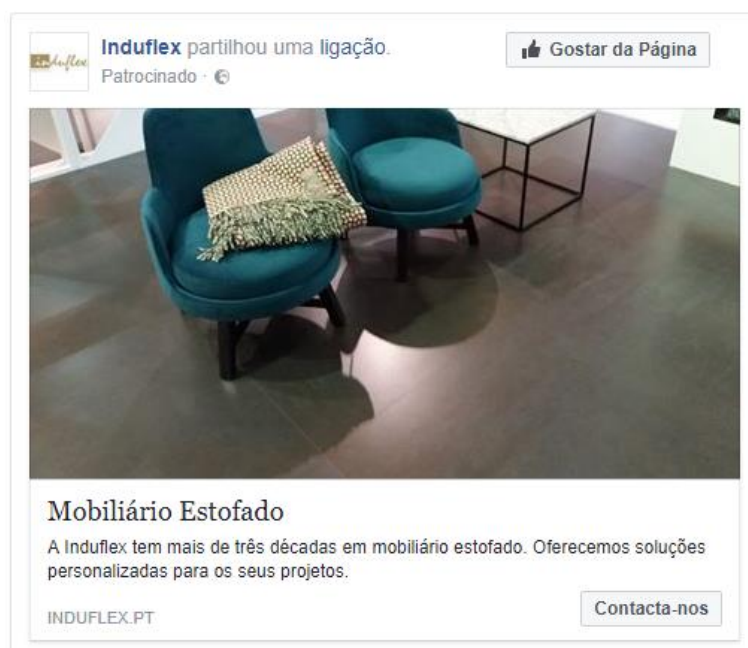 Induflex partilhou uma ligação.
Gostar da Página
induflex
Patrocinado ·
Mobiliário Estofado
A Induflex tem mais de três décadas em mobiliário estofado. Oferecemos soluções
personalizadas para os seus projetos.
INDUFLEX.PT
Contacta-nos